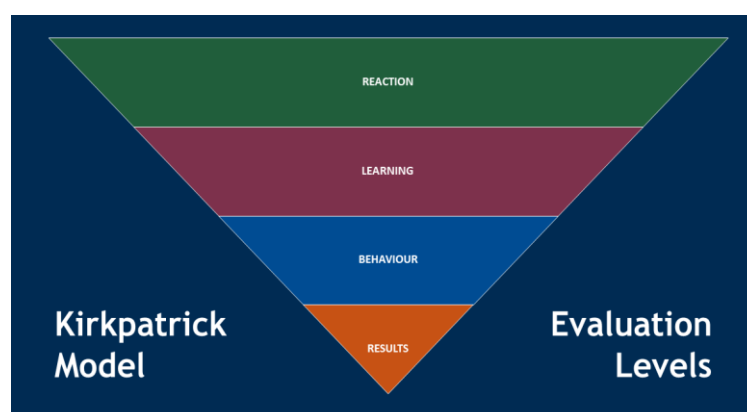 REACTION
LEARNING
BEHAVIOUR
RESULTS
Kirkpatrick
Model
Evaluation
Levels